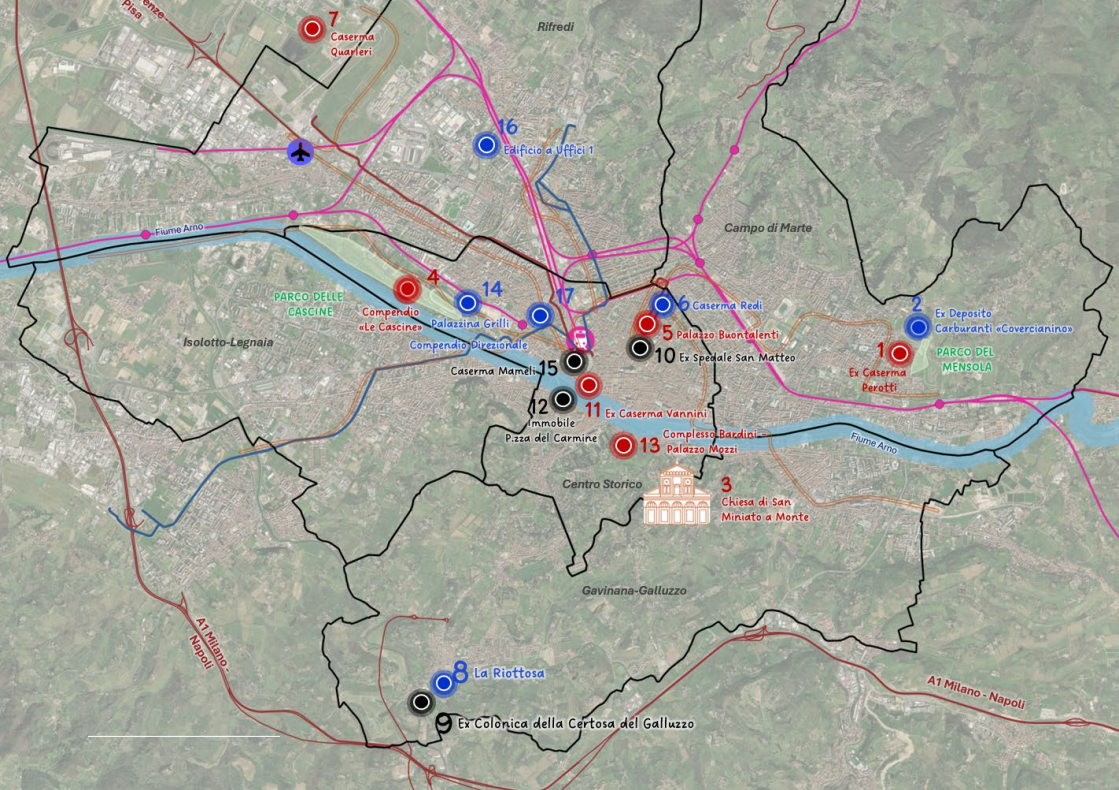 enze
Pisa
7
Caserma
Quarleri
Rifredi
16
Edificio a Uffici 1
Fiume Arno
Campo di Marte
4
PARCO DELLE
CASCINE
Compendio
«Le Cascine»
14
Palazzina Grilli
17
Compendio Direzionale
6 Caserma Redi
5 Palazzo Buontalenti
10 Ex Spedale San Matteo
2
Ex Deposito
Carburanti «Covercianino»
1
Ex Caserma
Perotti
PARCO DEL
MENSOLA
Isolotto-Legnaia
Caserma Mameli 15
12
Immobile
P.zza del Carmine
11 Ex Caserma Vannini
13 Complesso Bardini -
Palazzo Mozzi
Fiume Arno
Centro Storico
3
Chiesa di San
Miniato a Monte
Gavinana-Galluzzo
A1 Milano -
Napoli
8 La Riottosa
9 Ex Colonica della Certosa del Galluzzo
A1 Milano - Napoli